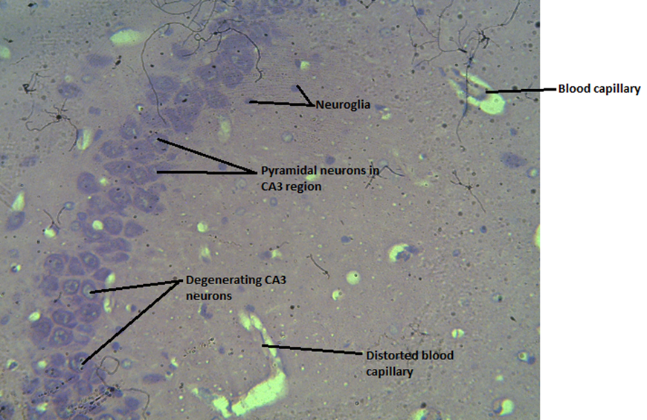 Blood capillary
Neuroglia
Pyramidal neurons in
CA3 region
Degenerating CA3
neurons
Distorted blood
capillary